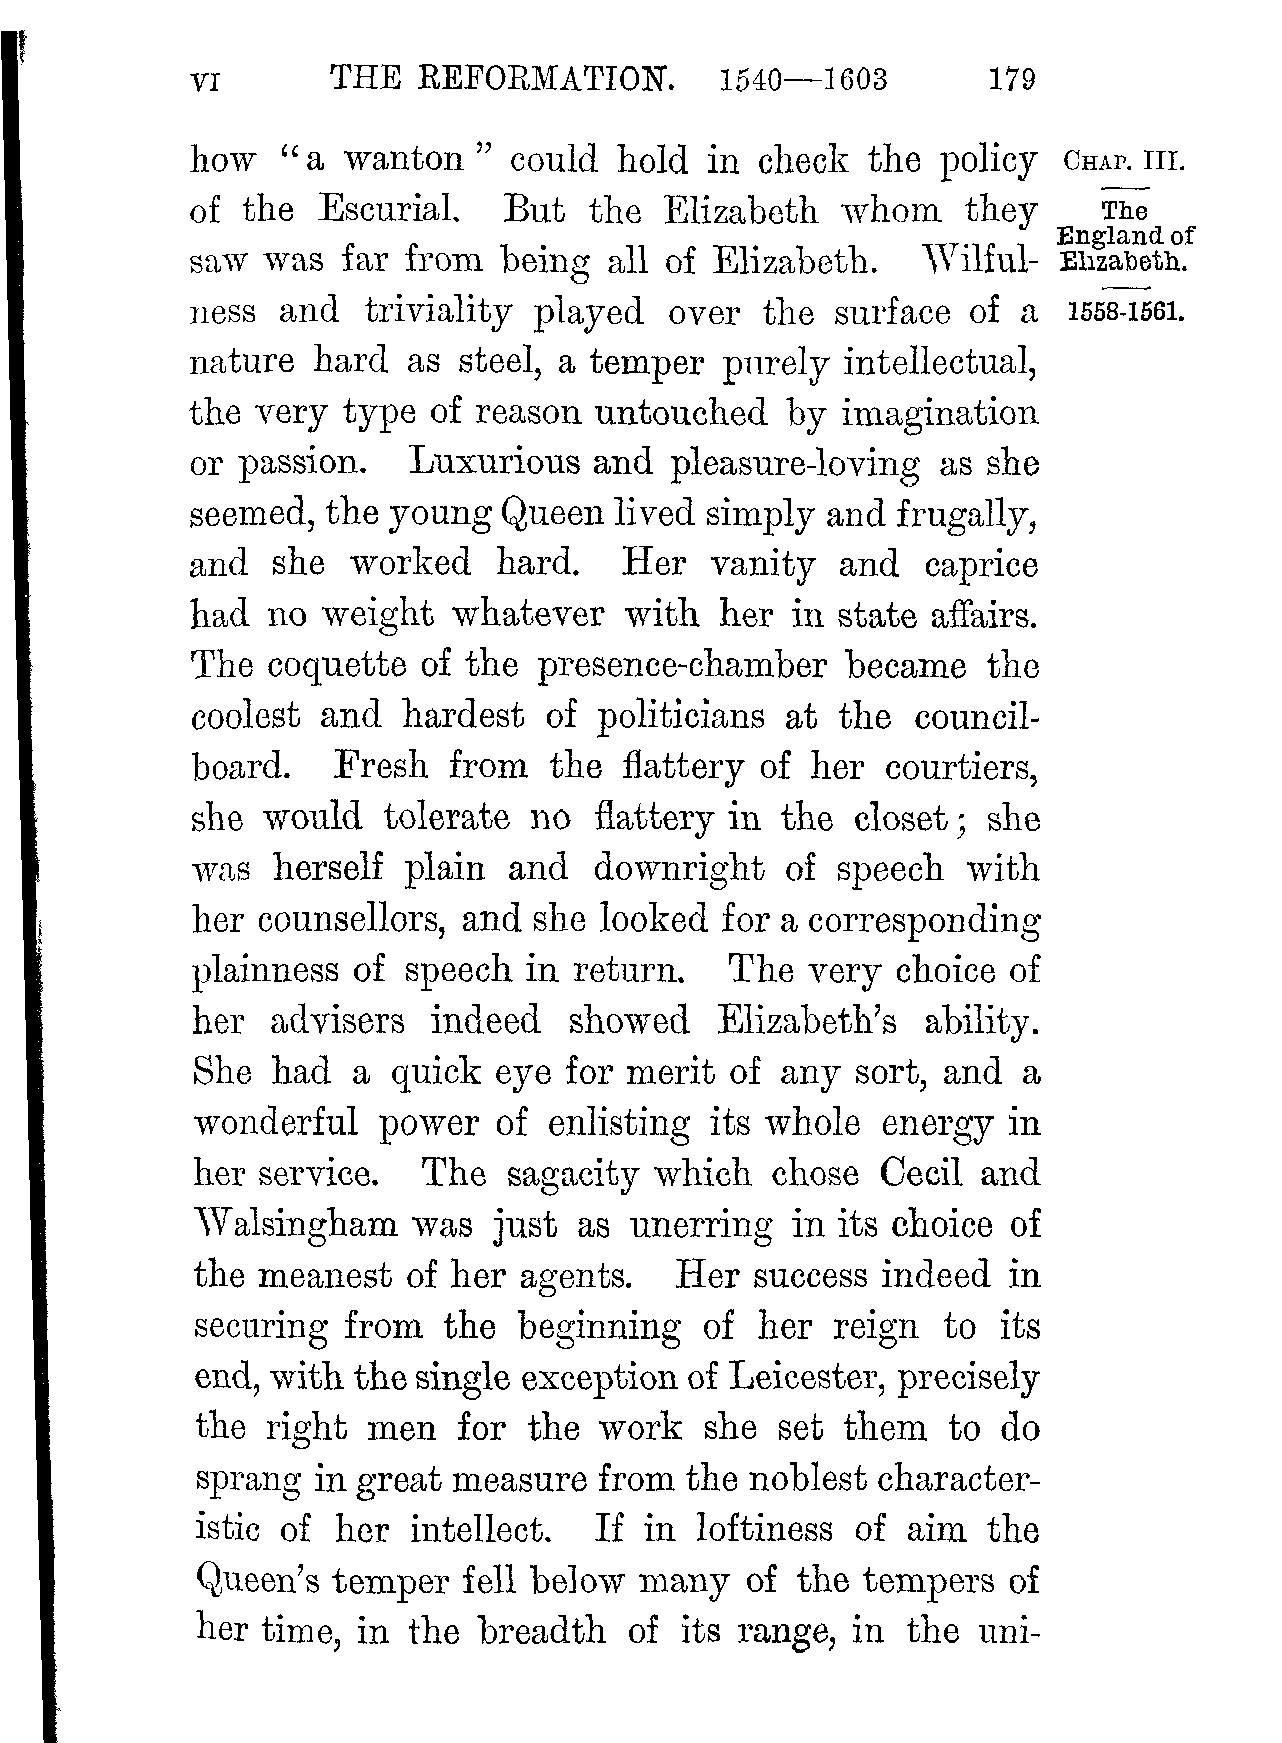 VI THE REFORMATION. 1540—1603 179
how "a wanton" could hold in check the policy
of the Escurial. But the Elizabeth whom they
saw was far from being all of Elizabeth. Wilful-
ness and triviality played over the surface of a
nature hard as steel, a temper purely intellectual,
the very type of reason untouched by imagination
or passion. Luxurious and pleasure-loving as she
seemed, the young Queen lived simply and frugally,
and she worked hard. Her vanity and caprice
had no weight whatever with her in state affairs.
The coquette of the presence-chamber became the
coolest and hardest of politicians at the council-
board. Fresh from the flattery of her courtiers,
she would tolerate no flattery in the closet; she
was herself plain and downright of speech with
her counsellors, and she looked for a corresponding
plainness of speech in return. The very choice of
her advisers indeed showed Elizabeth's ability.
She had a quick eye for merit of any sort, and a
wonderful power of enlisting its whole energy in
her service. The sagacity which chose Cecil and
Walsingham was just as unerring in its choice of
the meanest of her agents. Her success indeed in
securing from the beginning of her reign to its
end, with the single exception of Leicester, precisely
the right men for the work she set them to do
sprang in great measure from the noblest character-
istic of her intellect. If in loftiness of aim the
Queen's temper fell below many of the tempers of
her time, in the breadth of its range, in the uni-
CHAP. III.
The
England of
Elizabeth.
1558-1561.